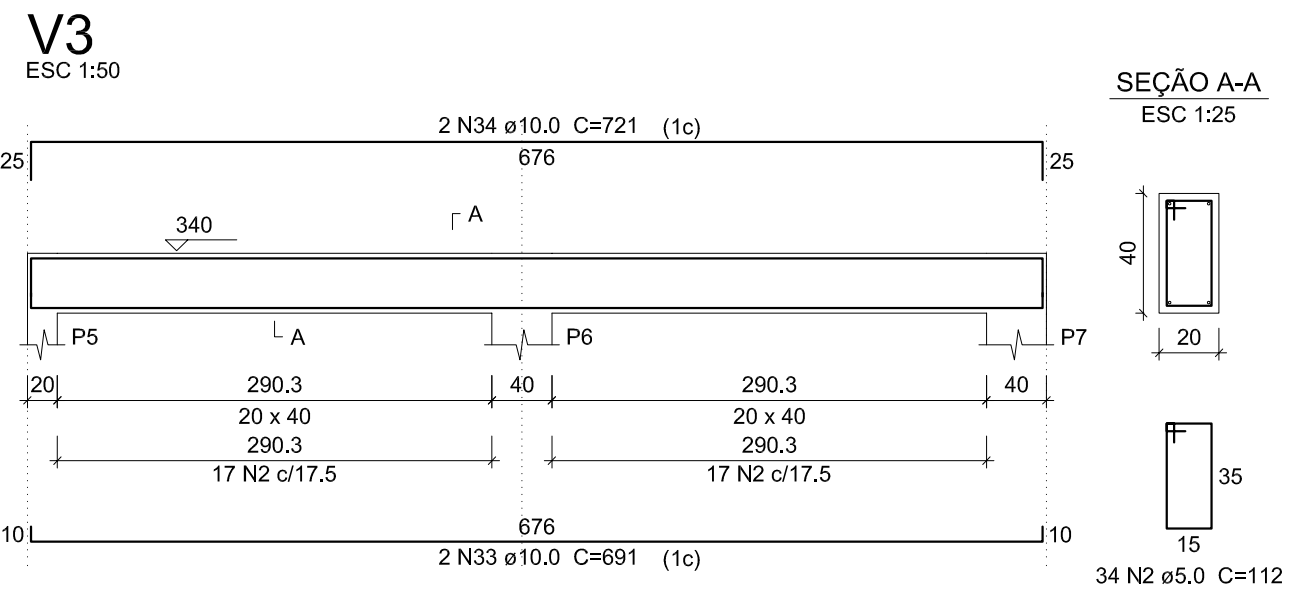 V3
ESC 1:50
SEÇÃO A-A
ESC 1:25
2 N34 ø10.0 C=721 (1c)
25 676 25
A
340
40
A
P5 P6 P7
20
20 290.3 40 290.3 40
20 x 40 20 x 40
290.3 290.3
17 N2 c/17.5 17 N2 c/17.5
35
10 676 10
2 N33 ø10.0 C=691 (1c)
15
34 N2 ø5.0 C=112